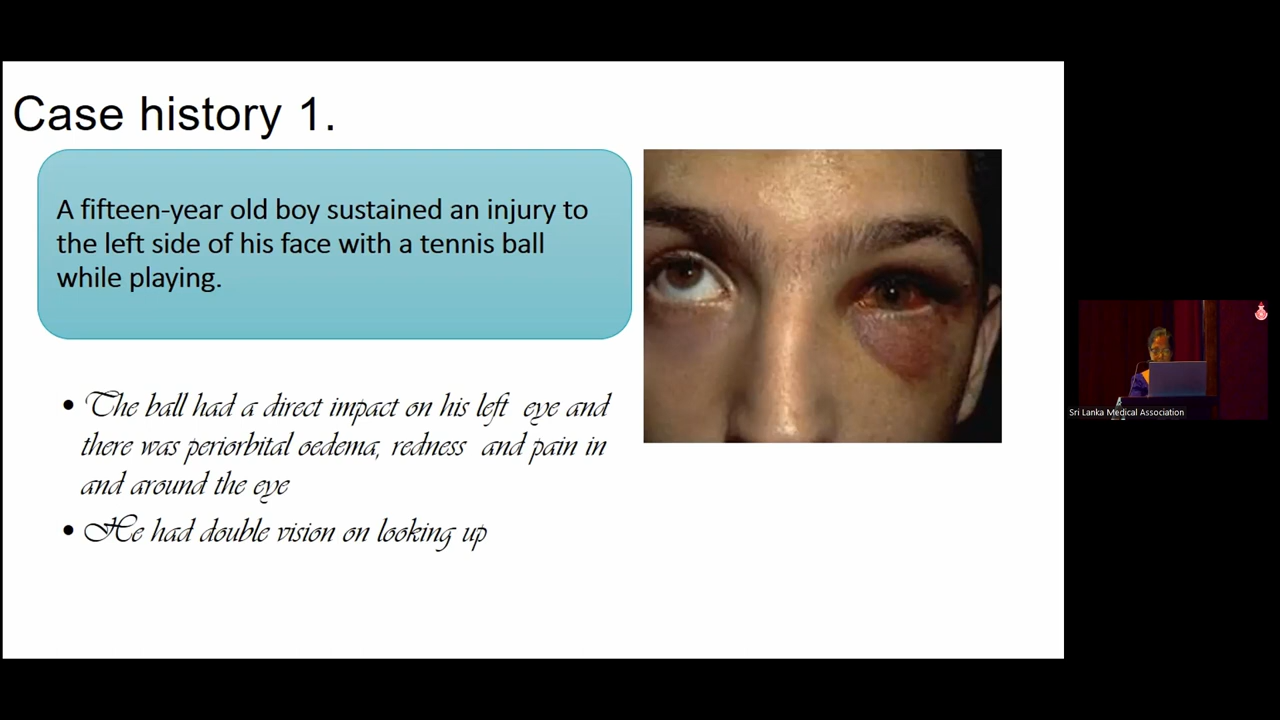 Case history 1.
A fifteen-year old boy sustained an injury to
the left side of his face with a tennis ball
while playing.
• The ball had a direct impact on his left eye and
there was periorbital oedema, redness and pain in
and around the eye
• He had double vision on looking up
Sri Lanka Medical Association